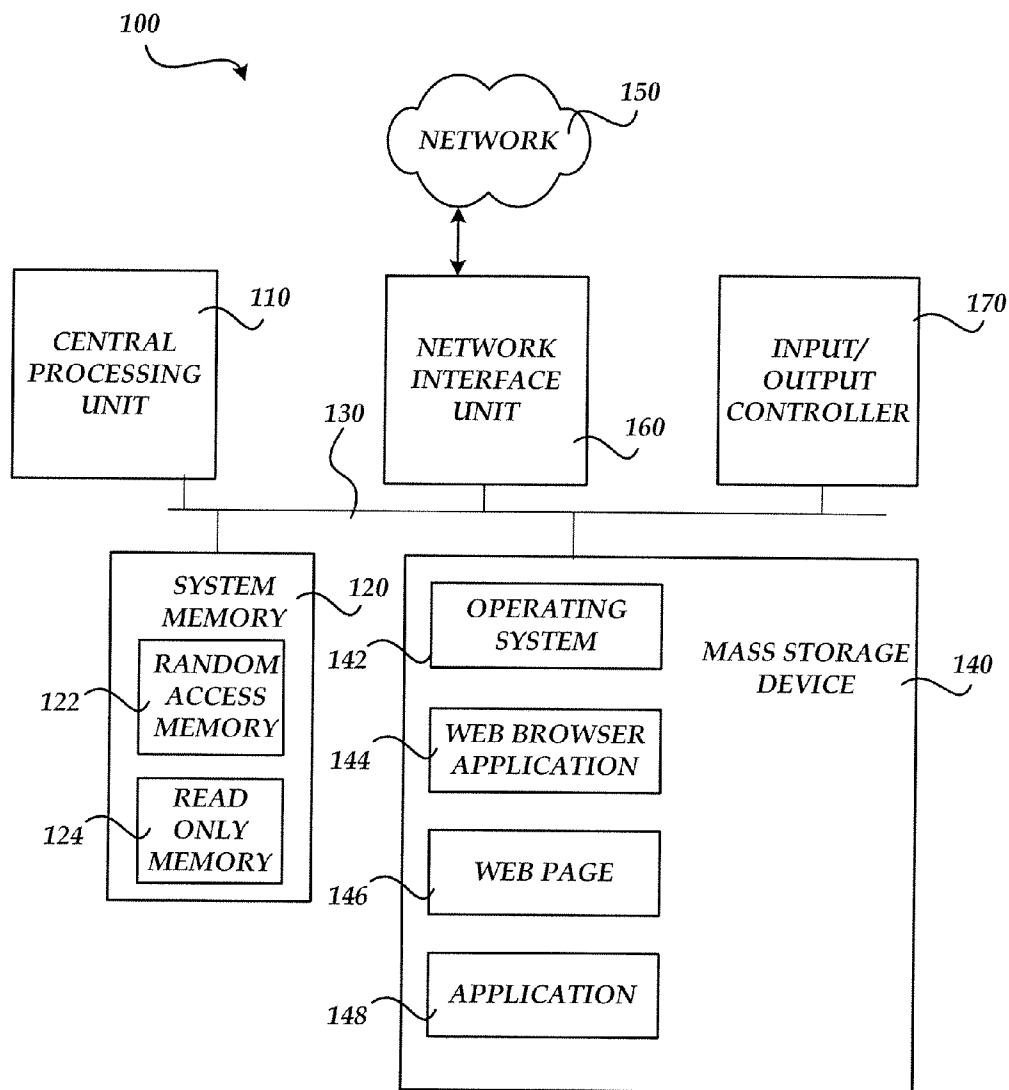 100
150
NETWORK
110
CENTRAL
PROCESSING
UNIT
NETWORK
INTERFACE
UNIT
160
170
INPUT/
OUTPUT
CONTROLLER
130
SYSTEM
MEMORY
120
RANDOM
ACCESS
MEMORY
122
READ
ONLY
MEMORY
124
OPERATING
SYSTEM
142
MASS STORAGE
DEVICE
140
WEB BROWSER
APPLICATION
144
WEB PAGE
146
APPLICATION
148